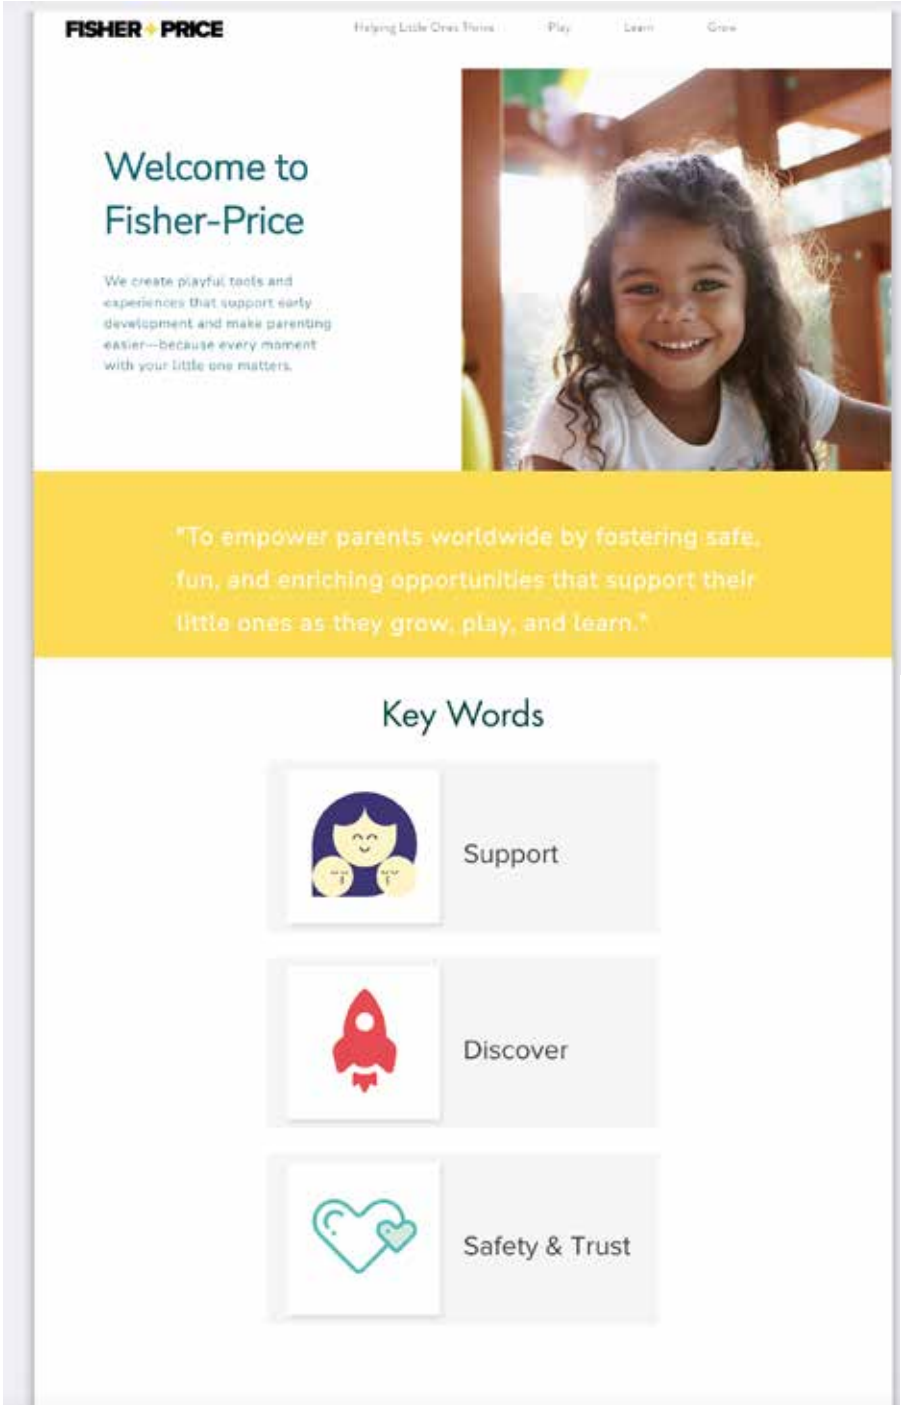 FISHER + PRICE
Helping Little Ones Thrive Play Learn Grow
Welcome to
Fisher-Price
We create playful tools and
experiences that support early
development and make parenting
easier—because every moment
with your little one matters.
"To empower parents worldwide by fostering safe,
fun, and enriching opportunities that support their
little ones as they grow, play, and learn."
Key Words
Support
Discover
Safety & Trust